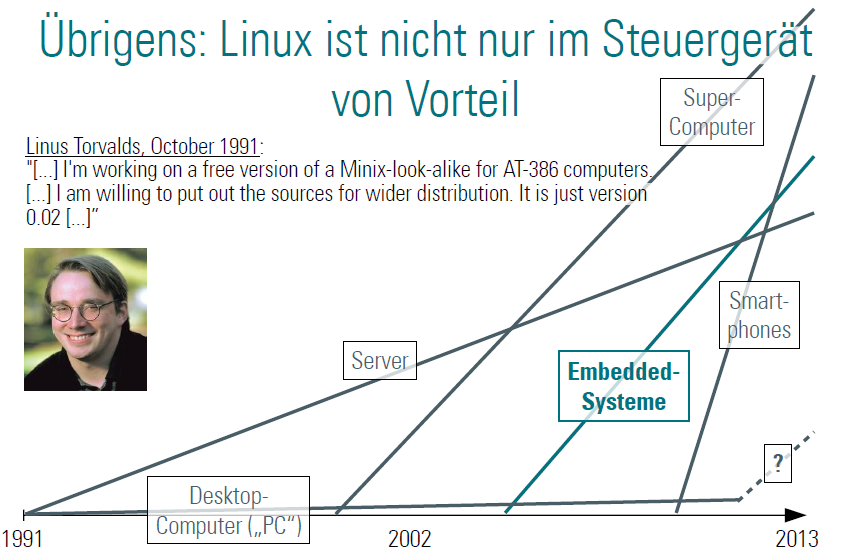 Übrigens: Linux ist nicht nur im Steuergerät
von Vorteil
Linus Torvalds, October 1991:
"[...] I'm working on a free version of a Minix-look-alike for AT-386 computers.
[...] I am willing to put out the sources for wider distribution. It is just version
0.02 [...]”
Super-
Computer
Smart-
phones
Server
Embedded-
Systeme
?
Desktop-
Computer („PC“)
1991
2002
2013